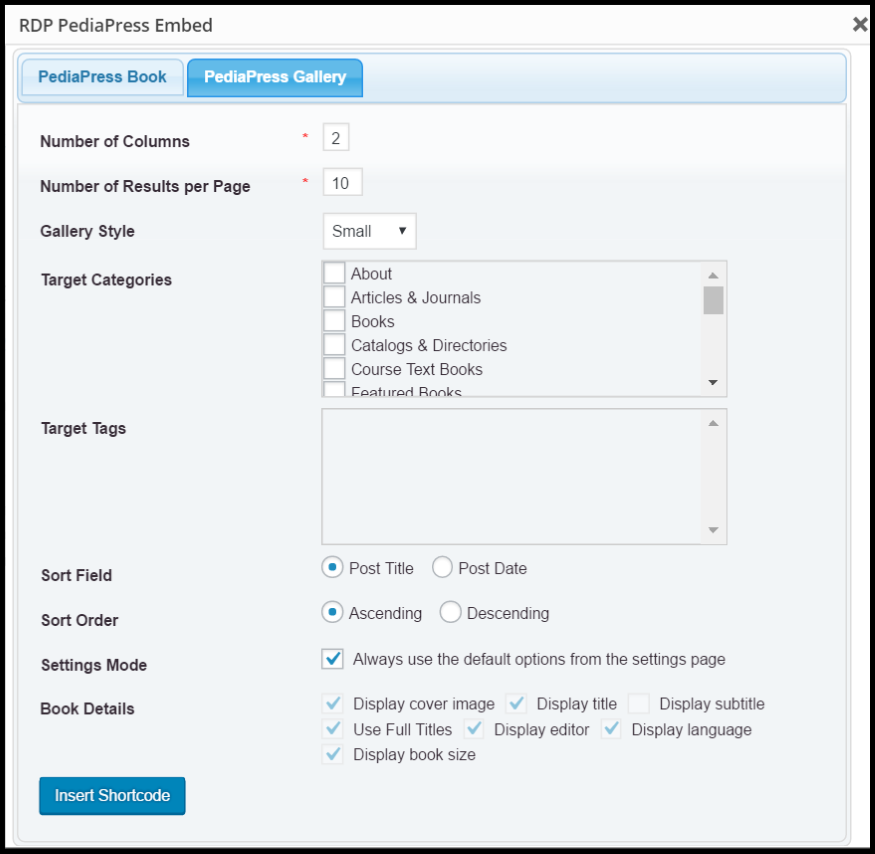 RDP PediaPress Embed
PediaPress Book PediaPress Gallery
Number of Columns * 2
Number of Results per Page * 10
Gallery Style Small
Target Categories
About
Articles & Journals
Books
Catalogs & Directories
Course Text Books
Featured Books
Target Tags
Sort Field Post Title Post Date
Sort Order Ascending Descending
Settings Mode Always use the default options from the settings page
Book Details Display cover image Display title Display subtitle
Use Full Titles Display editor Display language
Display book size
Insert Shortcode